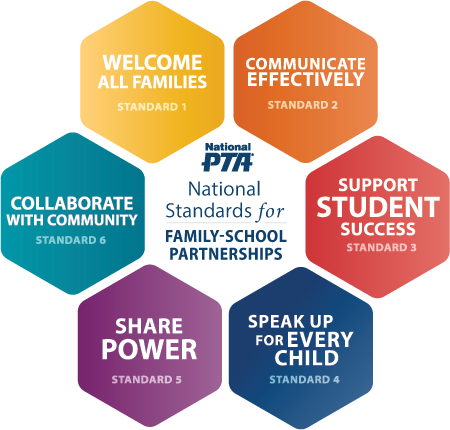 WELCOME
ALL FAMILIES
STANDARD 1
COMMUNICATE
EFFECTIVELY
STANDARD 2
National
PTA
National
Standards for
FAMILY-SCHOOL
PARTNERSHIPS
SUPPORT
STUDENT
SUCCESS
STANDARD 3
SPEAK UP
FOR EVERY
CHILD
STANDARD 4
SHARE
POWER
STANDARD 5
COLLABORATE
WITH COMMUNITY
STANDARD 6